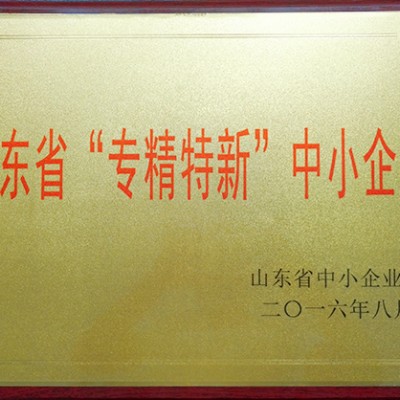 东省“专精特新”中小企
山东省中小企业
二〇一六年八月